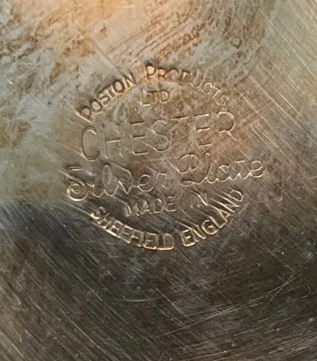 POSTON PRODUCTS
LTD
CHESTER
Silver Plate
MADE IN
SHEFFIELD ENGLAND